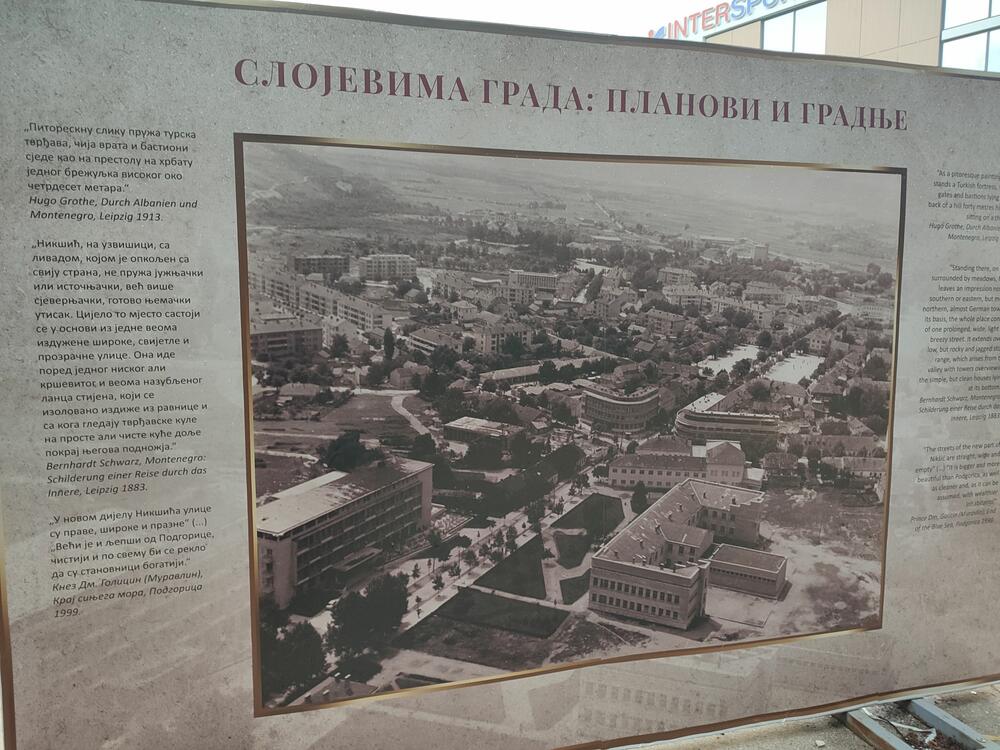 INTERSPO
СЛОЈЕВИМА ГРАДА: ПЛАНОВИ И ГРАДЊЕ
„Питорескну слику пружа турска
тврђава, чија врата и бастиони
сједе као на престолу на хрбату
једног брежуљка високог око
четрдесет метара.“
Hugo Grothe, Durch Albanien und
Montenegro, Leipzig 1913.
„Никшић, на узвишици, са
ливадом, којом је опкољен са
свију страна, не пружа јужњачки
или источњачки, већ више
сјеверњачки, готово њемачки
утисак. Цијело то мјесто састоји
се у основи из једне веома
издужене широке, свијетле и
прозрачне улице. Она иде
поред једног ниског али
кршевитог и веома назубљеног
ланца стијена, који се
изоловано издиже из равнице и
са кога гледају тврђавске куле
на просте али чисте куће доље
покрај његова подножја.“
Bernhardt Schwarz, Montenegro:
Schilderung einer Reise durch das
Innere, Leipzig 1883.
„У новом дијелу Никшића улице
су праве, широке и празне“ (...)
„Већи је и љепши од Подгорице,
чистији и по свему би се рекло
да су становници богатији.“
Кнез Дм. Голицин (Муравлин),
Крај сињега мора, Подгорица
1999.
"As a pitoresque paintin
stands a Turkish fortress,
gates and bastions lying
back of a hill forty metres h
sitting on a th
Hugo Grothe, Durch Albanie
Montenegro, Leipzig
"Standing there, on
surrounded by meadows,
leaves an impression no
southern or eastern, but m
northern, almost German tow
its basis, the whole place con
of one prolonged, wide, light
breezy street. It extends ov
low, but rocky and jagged sto
range, which arises from t
valley with towers overview
the simple, but clean houses ly
at its bottom.
Bernhardt Schwarz, Montenegro
Schilderung einer Reise durch da
Innere, Leipzig 1883
"The streets of the new part of
Nikšić are straight, wide and
empty" (...) "It is bigger and more
beautiful than Podgorica, as well
as cleaner and, as it can be
assumed, with wealthier
inhabitants."
Prince Dm. Golicin (Muravlin), End
of the Blue Sea, Podgorica 1999.